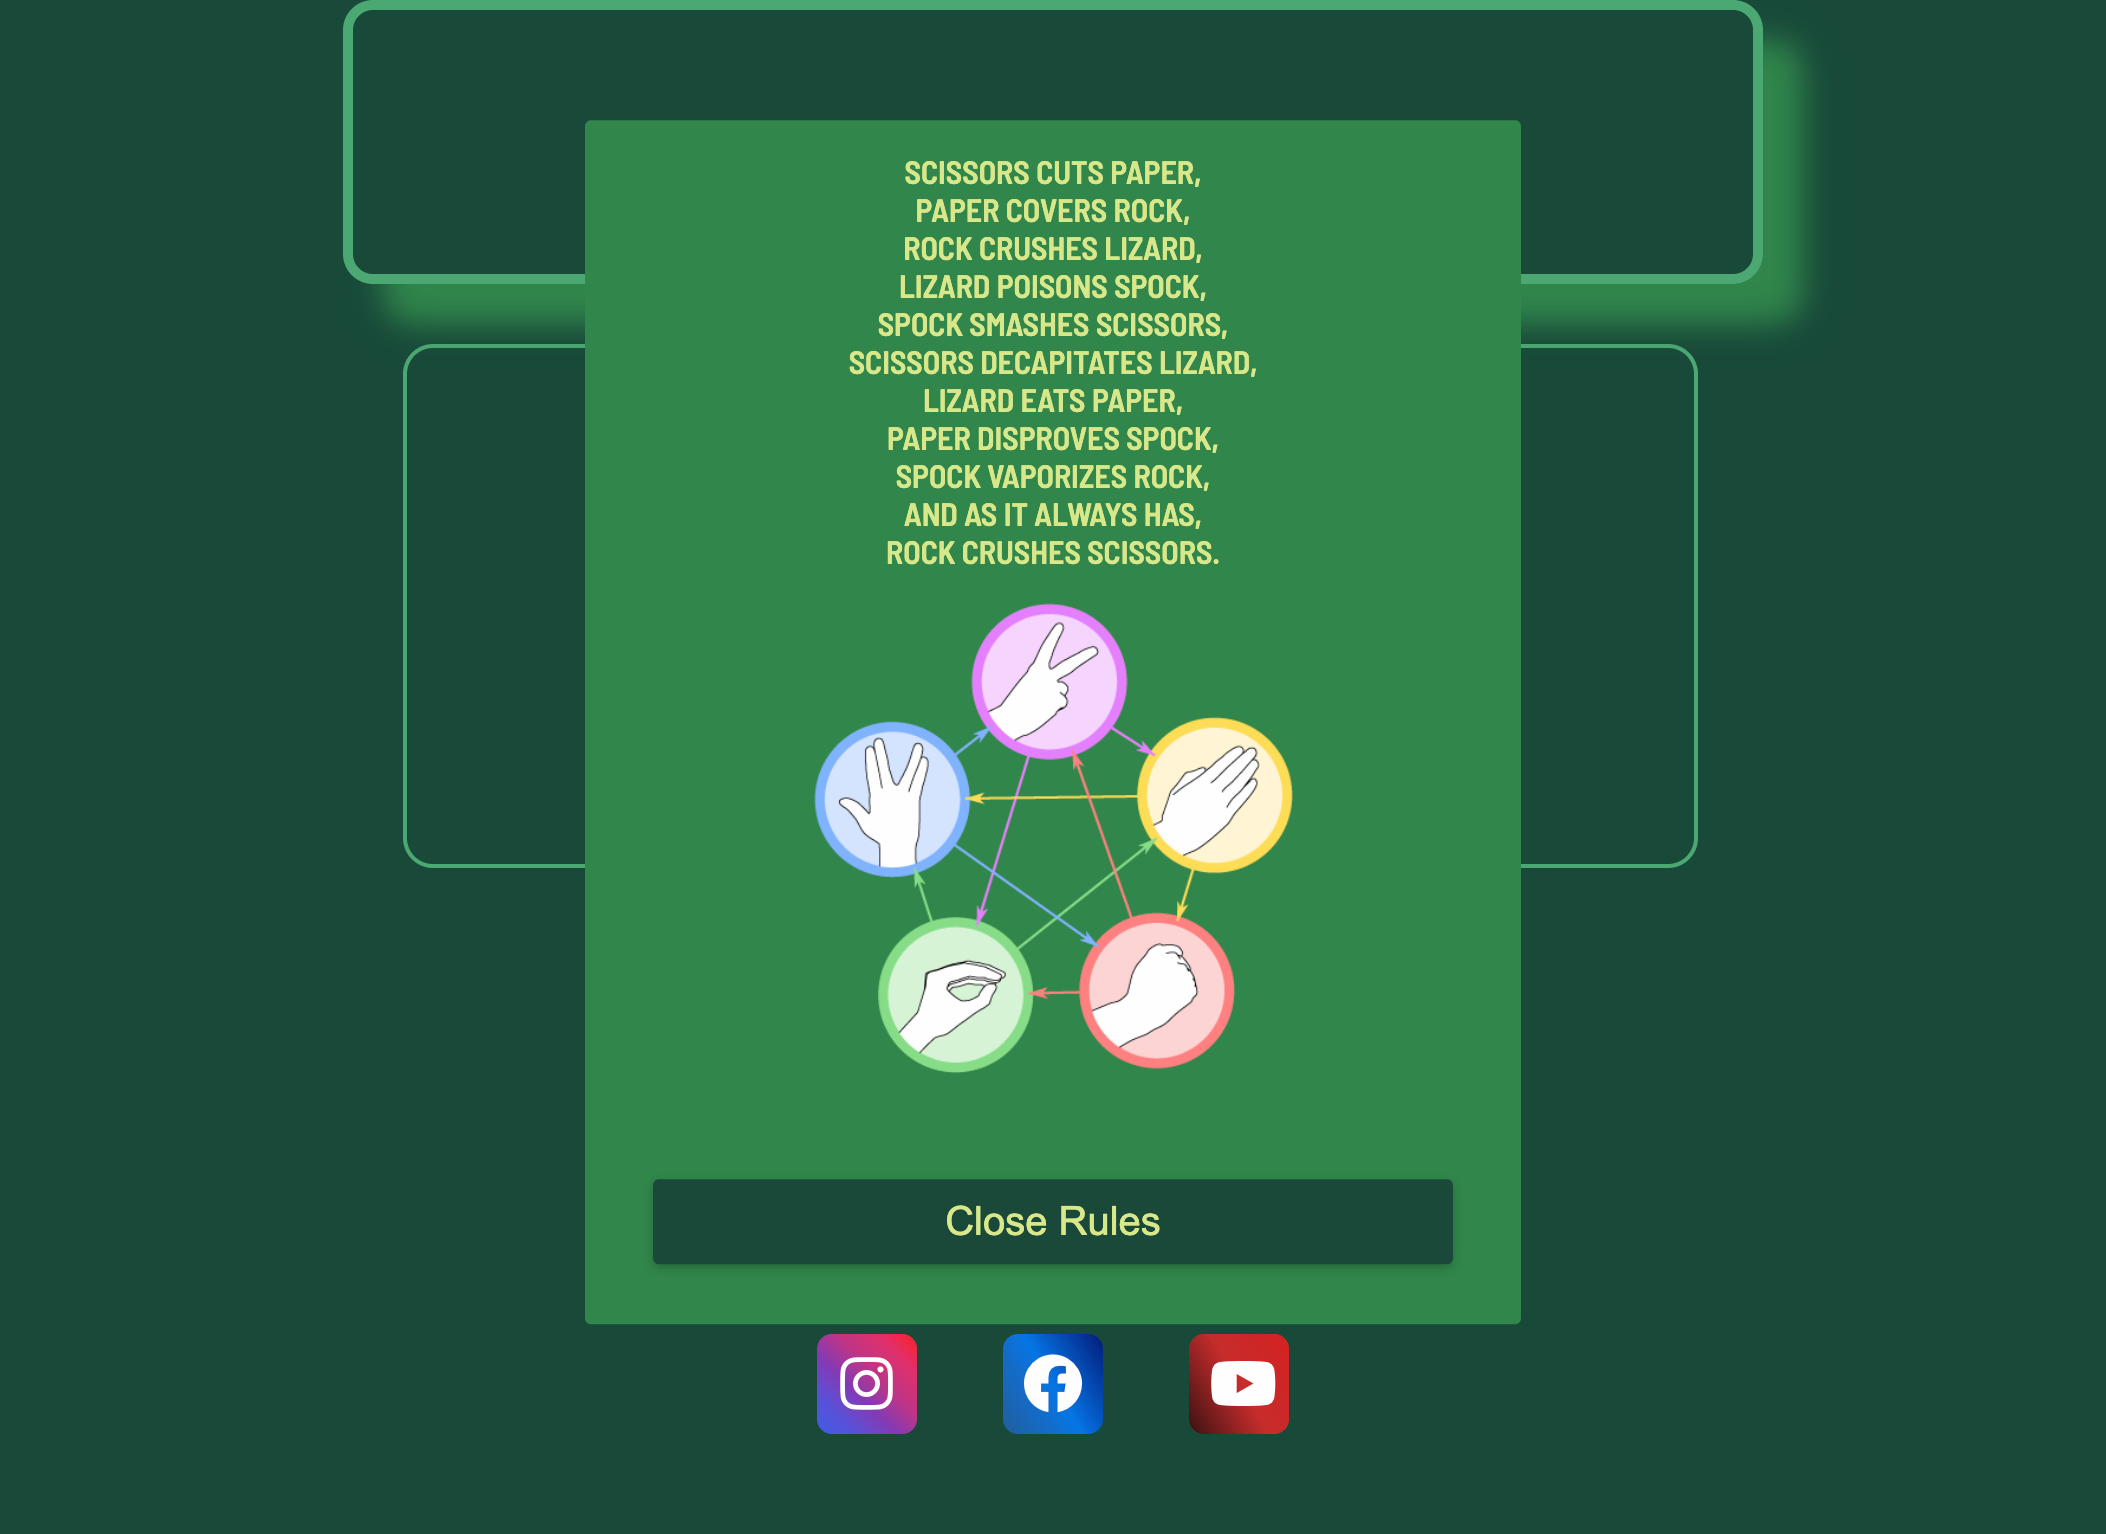 SCISSORS CUTS PAPER,
PAPER COVERS ROCK,
ROCK CRUSHES LIZARD,
LIZARD POISONS SPOCK,
SPOCK SMASHES SCISSORS,
SCISSORS DECAPITATES LIZARD,
LIZARD EATS PAPER,
PAPER DISPROVES SPOCK,
SPOCK VAPORIZES ROCK,
AND AS IT ALWAYS HAS,
ROCK CRUSHES SCISSORS.
Close Rules